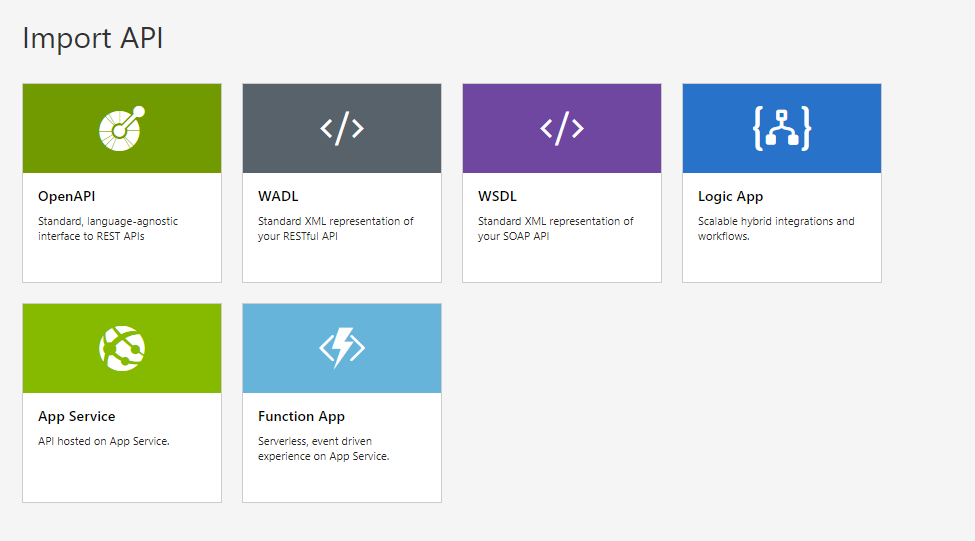 Import API
OpenAPI
Standard, language-agnostic
interface to REST APIs
WADL
Standard XML representation of
your RESTful API
WSDL
Standard XML representation of
your SOAP API
Logic App
Scalable hybrid integrations and
workflows.
App Service
API hosted on App Service.
Function App
Serverless, event driven
experience on App Service.